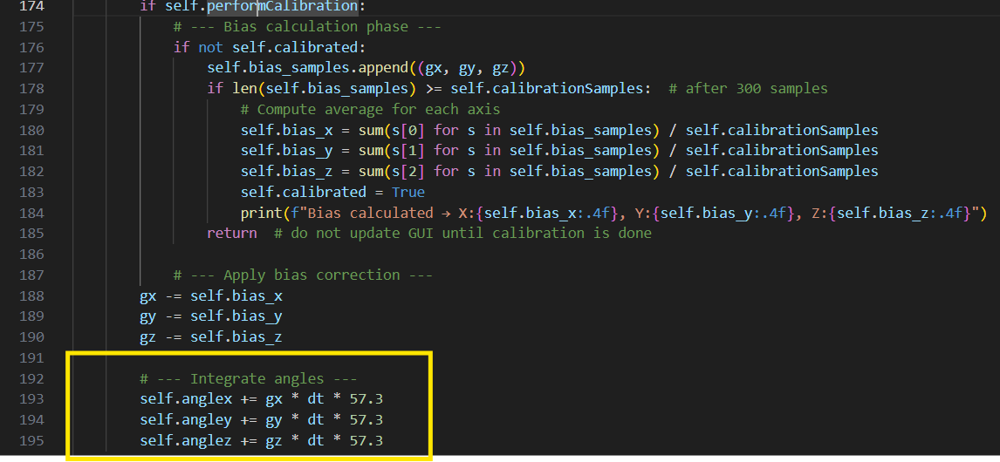 174 if self.performCalibration:
175 # --- Bias calculation phase ---
176 if not self.calibrated:
177 self.bias_samples.append((gx, gy, gz))
178 if len(self.bias_samples) >= self.calibrationSamples:  # after 300 samples
179 # Compute average for each axis
180 self.bias_x = sum(s[0] for s in self.bias_samples) / self.calibrationSamples
181 self.bias_y = sum(s[1] for s in self.bias_samples) / self.calibrationSamples
182 self.bias_z = sum(s[2] for s in self.bias_samples) / self.calibrationSamples
183 self.calibrated = True
184 print(f"Bias calculated → X:{self.bias_x:.4f}, Y:{self.bias_y:.4f}, Z:{self.bias_z:.4f}")
185 return  # do not update GUI until calibration is done
186
187 # --- Apply bias correction ---
188 gx -= self.bias_x
189 gy -= self.bias_y
190 gz -= self.bias_z
191
192 # --- Integrate angles ---
193 self.anglex += gx * dt * 57.3
194 self.angley += gy * dt * 57.3
195 self.anglez += gz * dt * 57.3